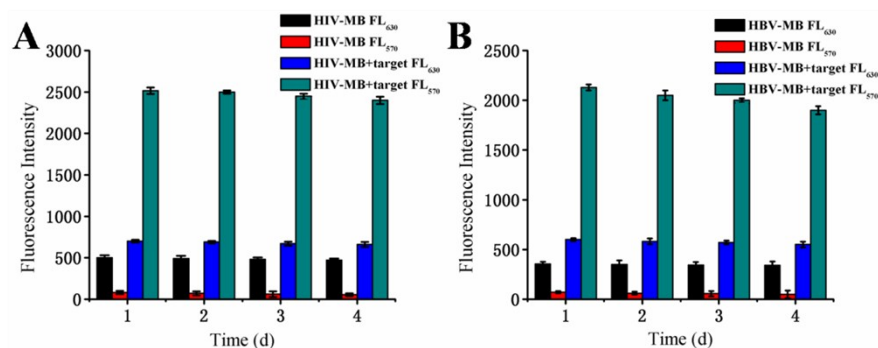 A
HIV-MB FL₆₃₀
HIV-MB FL₅₇₀
HIV-MB+target FL₆₃₀
HIV-MB+target FL₅₇₀
3000
2500
2000
1500
1000
500
0
Fluorescence Intensity
1 2 3 4
Time (d)
B
HBV-MB FL₆₃₀
HBV-MB FL₅₇₀
HBV-MB+target FL₆₃₀
HBV-MB+target FL₅₇₀
2500
2000
1500
1000
500
0
Fluorescence Intensity
1 2 3 4
Time (d)